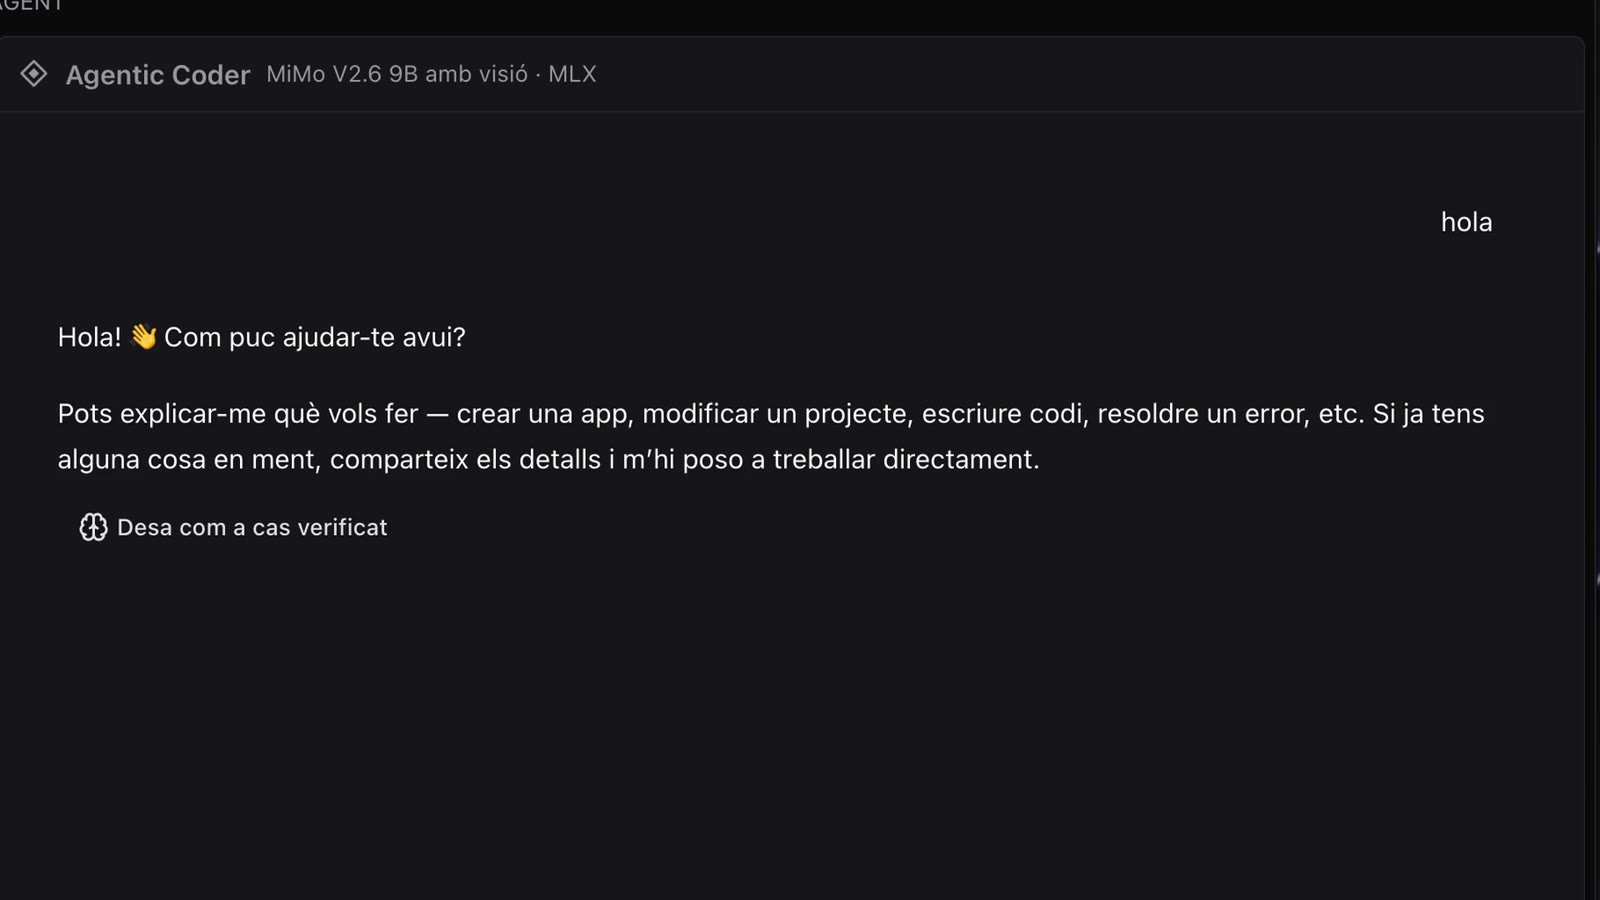 AGENT
Agentic Coder MiMo V2.6 9B amb visió · MLX
hola
Hola! 👋 Com puc ajudar-te avui?
Pots explicar-me què vols fer — crear una app, modificar un projecte, escriure codi, resoldre un error, etc. Si ja tens
alguna cosa en ment, comparteix els detalls i m’hi poso a treballar directament.
Desa com a cas verificat